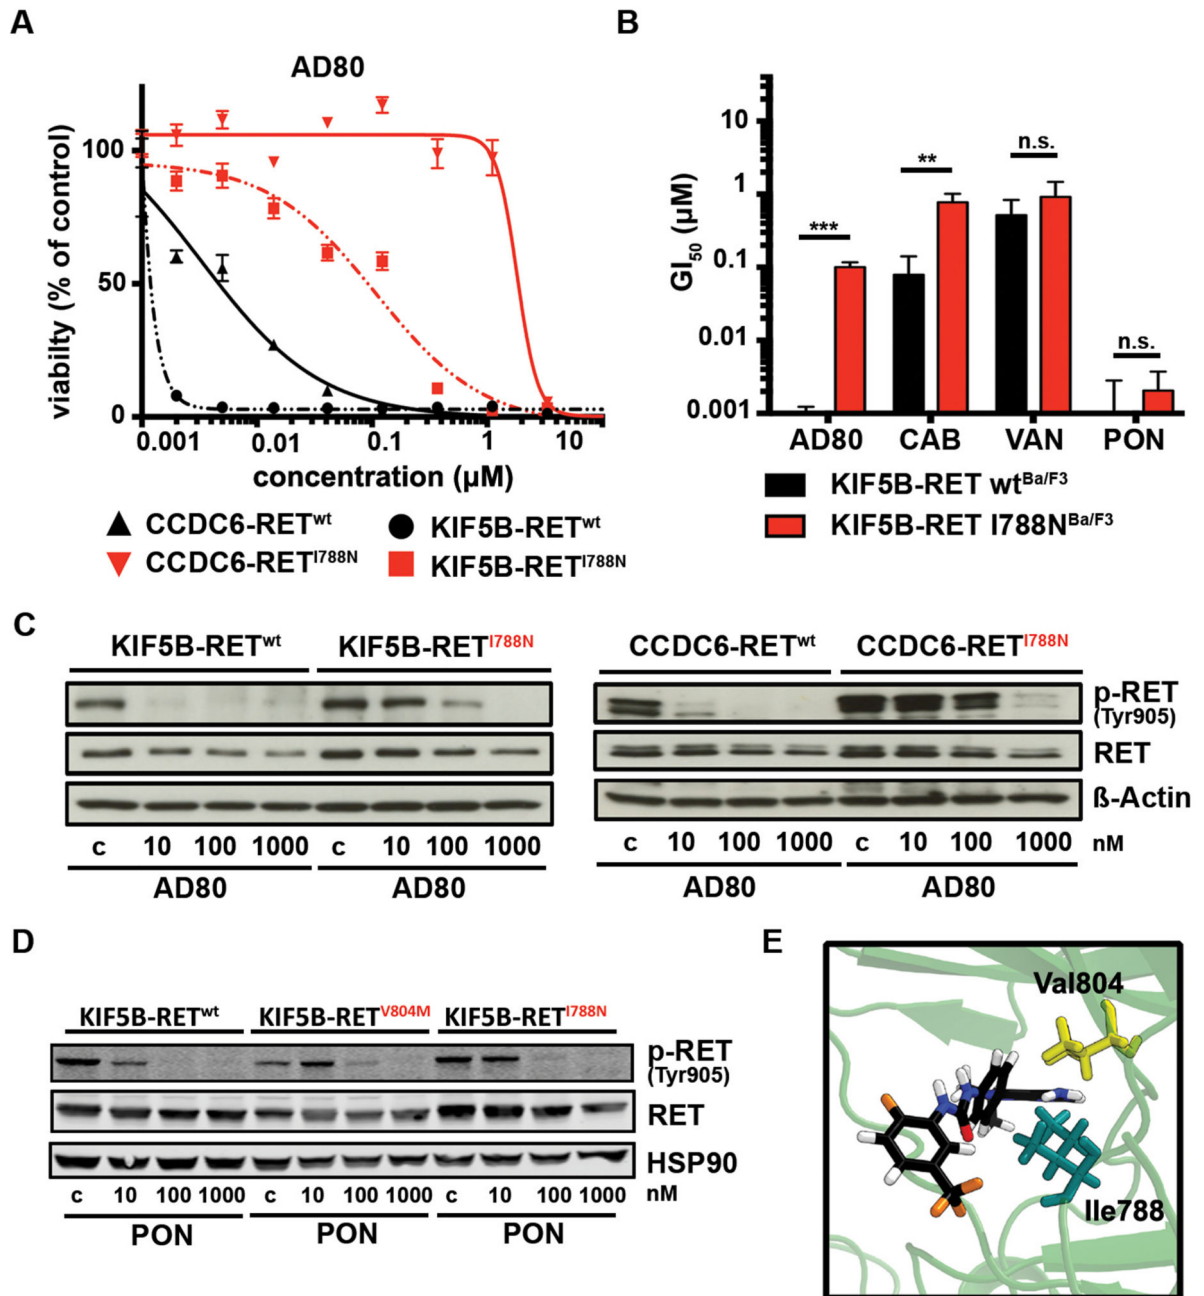 A
AD80
viabilty (% of control)
100
50
0
0.001 0.01 0.1 1 10
concentration (µM)
CCDC6-RETwt
KIF5B-RETwt
CCDC6-RETI788N
KIF5B-RETI788N
B
GI50 (µM)
10
1
0.1
0.01
0.001
***
**
n.s.
n.s.
AD80 CAB VAN PON
KIF5B-RET wtBa/F3
KIF5B-RET I788NBa/F3
C
KIF5B-RETwt KIF5B-RETI788N
CCDC6-RETwt CCDC6-RETI788N
p-RET
(Tyr905)
RET
ß-Actin
c 10 100 1000 c 10 100 1000
c 10 100 1000 c 10 100 1000 nM
AD80 AD80
AD80 AD80
D
KIF5B-RETwt KIF5B-RETV804M KIF5B-RETI788N
p-RET
(Tyr905)
RET
HSP90
c 10 100 1000 c 10 100 1000 c 10 100 1000 nM
PON PON PON
E
Val804
Ile788